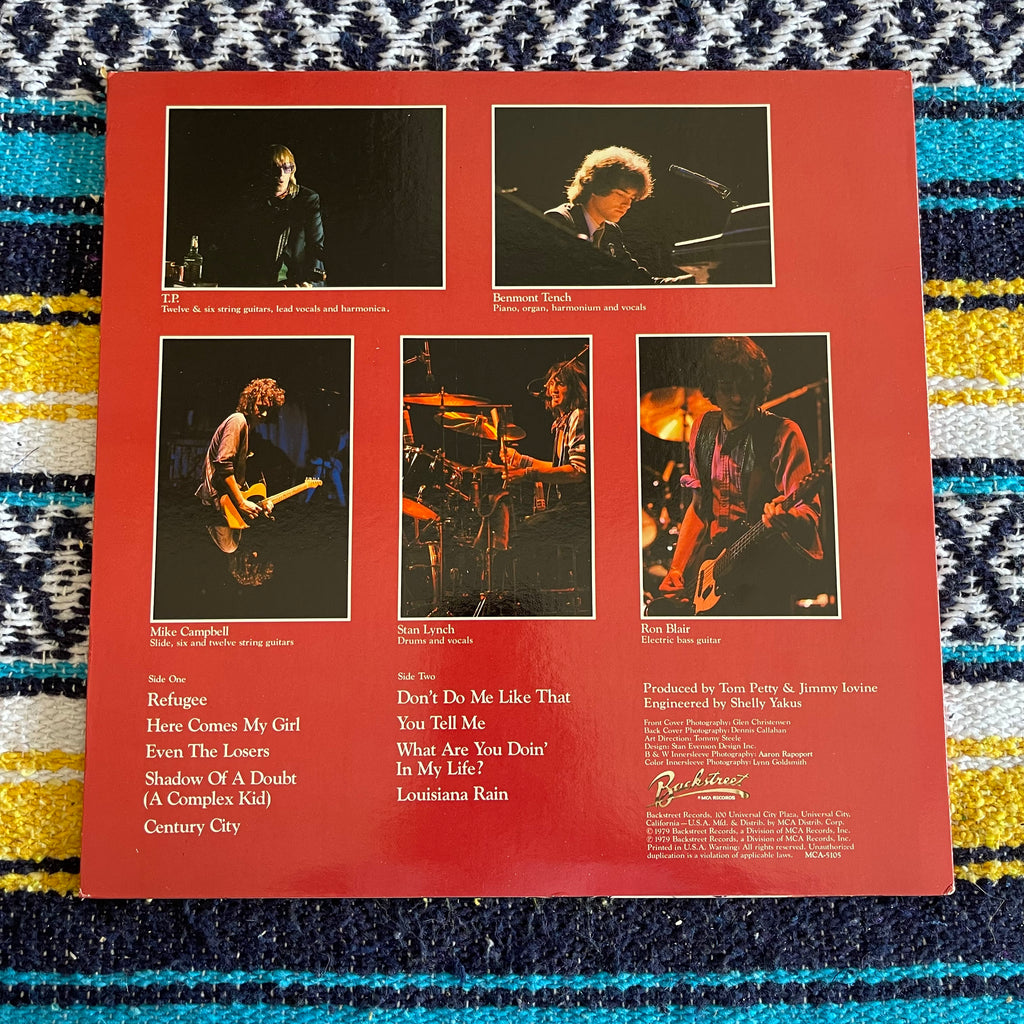 T.P.
Twelve & six string guitars, lead vocals and harmonica.
Benmont Tench
Piano, organ, harmonium and vocals
Mike Campbell
Slide, six and twelve string guitars
Stan Lynch
Drums and vocals
Ron Blair
Electric bass guitar
Side One
Refugee
Here Comes My Girl
Even The Losers
Shadow Of A Doubt
(A Complex Kid)
Century City
Side Two
Don't Do Me Like That
You Tell Me
What Are You Doin'
In My Life?
Louisiana Rain
Produced by Tom Petty & Jimmy Iovine
Engineered by Shelly Yakus
Front Cover Photography: Glen Christensen
Back Cover Photography: Dennis Callahan
Art Direction: Tommy Steele
Design: Stan Evenson Design Inc.
B & W Innersleeve Photography: Aaron Rapoport
Color Innersleeve Photography: Lynn Goldsmith
Backstreet
MCA RECORDS
Backstreet Records, 100 Universal City Plaza, Universal City,
California—U.S.A. Mfd. & Distrib. by MCA Distrib. Corp.
© 1979 Backstreet Records, a Division of MCA Records, Inc.
℗ 1979 Backstreet Records, a Division of MCA Records, Inc.
Printed in U.S.A. Warning: All rights reserved. Unauthorized
duplication is a violation of applicable laws. MCA-5105